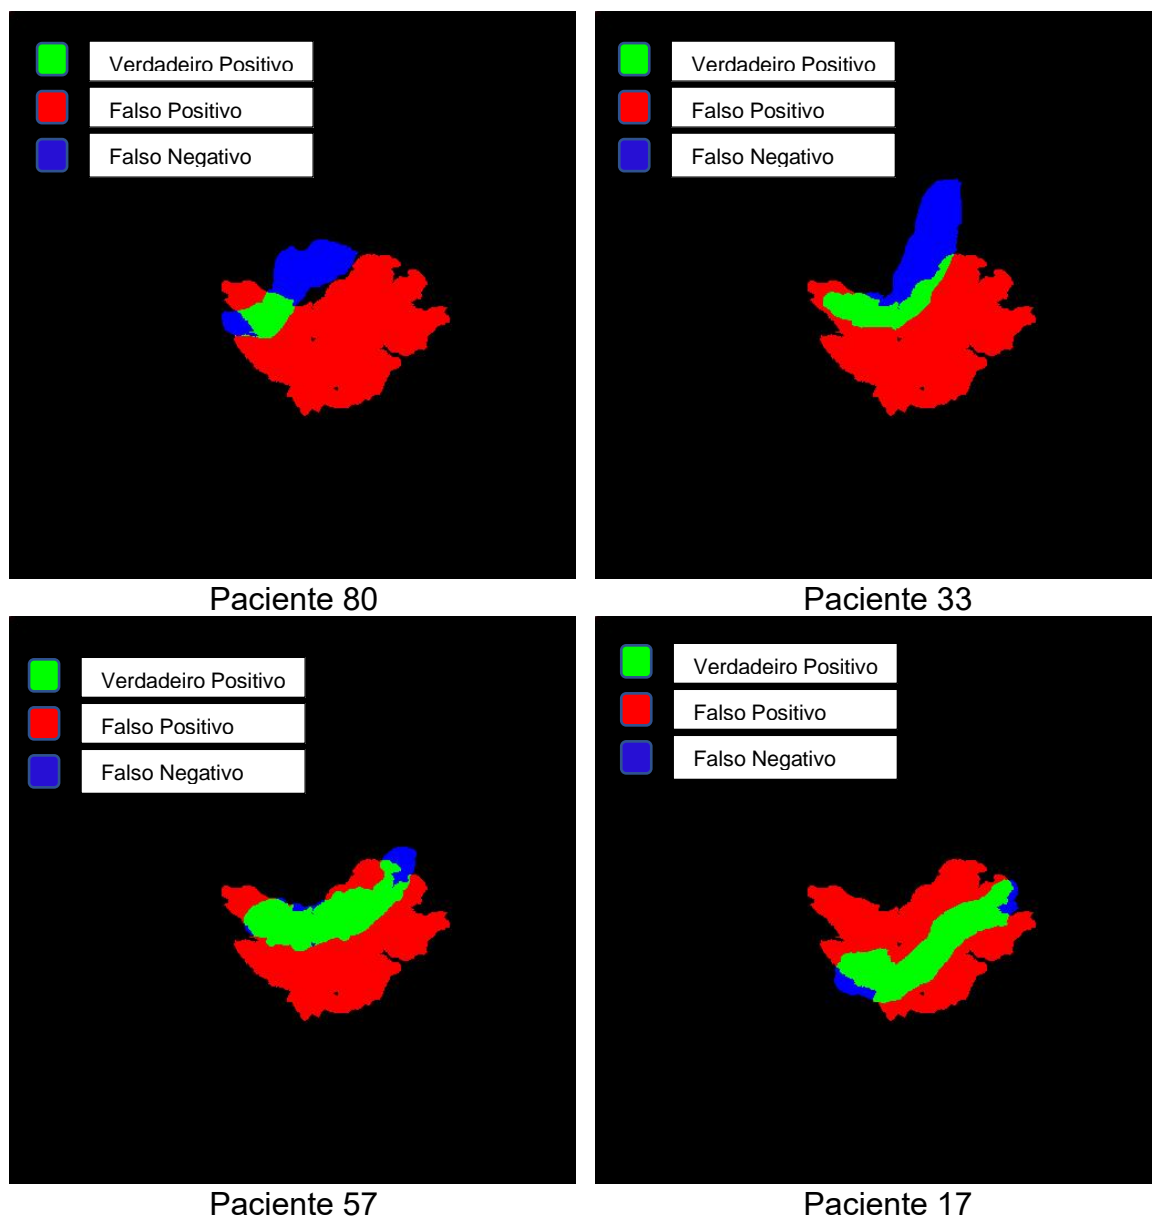 Verdadeiro Positivo
Falso Positivo
Falso Negativo
Verdadeiro Positivo
Falso Positivo
Falso Negativo
Paciente 80
Paciente 33
Verdadeiro Positivo
Falso Positivo
Falso Negativo
Verdadeiro Positivo
Falso Positivo
Falso Negativo
Paciente 57
Paciente 17